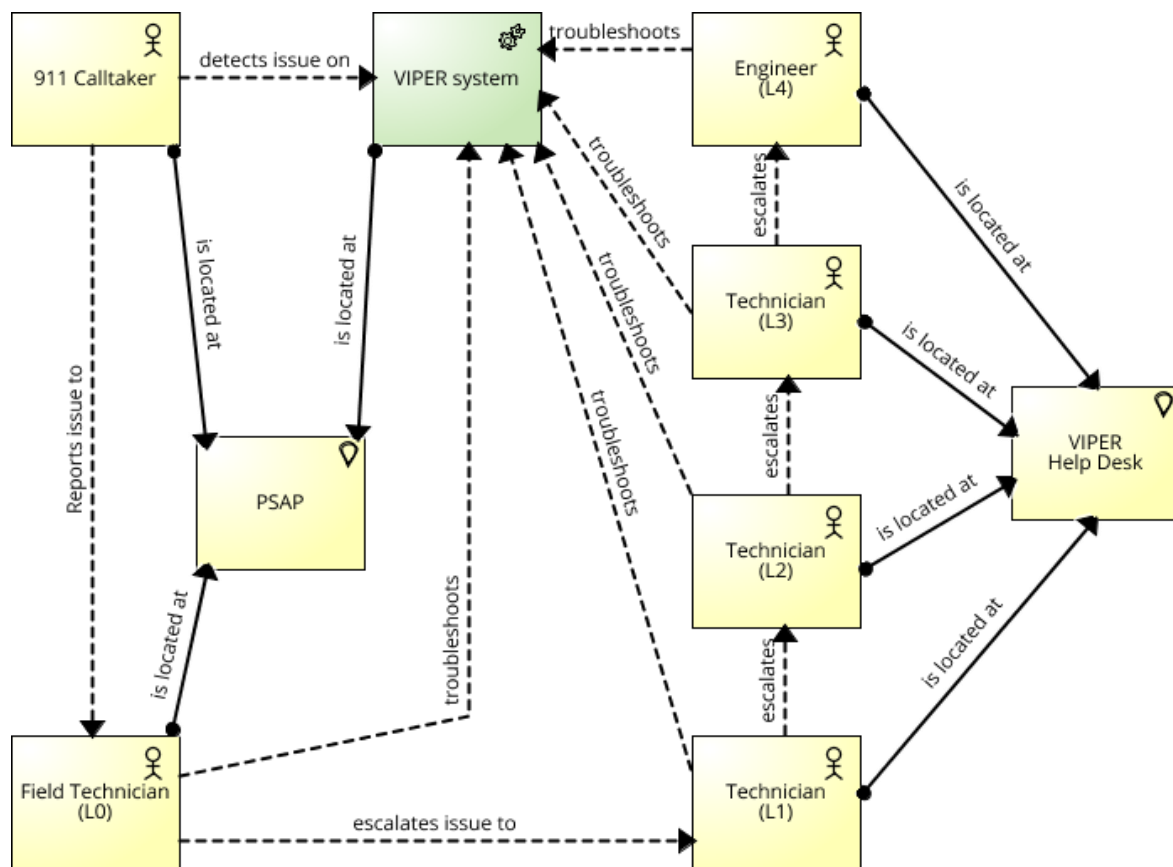 911 Calltaker
detects issue on
VIPER system
troubleshoots
Engineer
(L4)
is located at
is located at
is located at
troubleshoots
escalates
troubleshoots
Technician
(L3)
is located at
Reports issue to
PSAP
troubleshoots
escalates
VIPER
Help Desk
is located at
Technician
(L2)
is located at
troubleshoots
escalates
is located at
Field Technician
(L0)
escalates issue to
Technician
(L1)